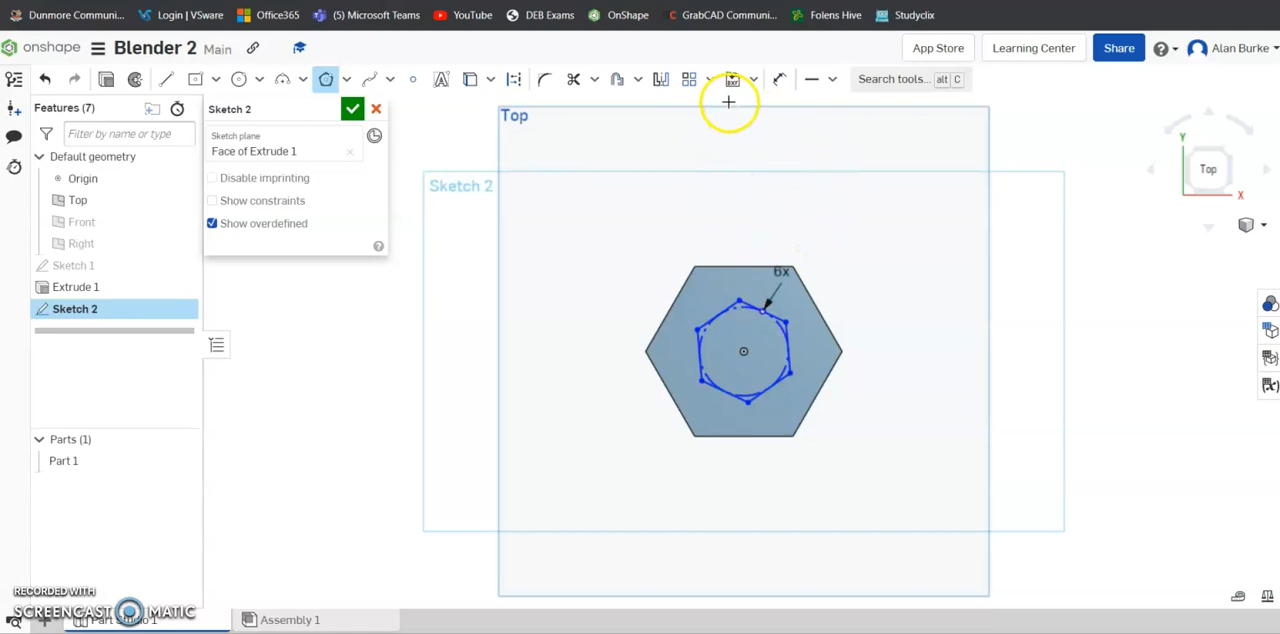 Dunmore Communi... Login | VSware Office365 (5) Microsoft Teams YouTube DEB Exams OnShape GrabCAD Communi... Folens Hive Studyclix
onshape Blender 2 Main App Store Learning Center Share Alan Burke
Search tools... alt C
Features (7)
Filter by name or type
Default geometry
Origin
Top
Front
Right
Sketch 1
Extrude 1
Sketch 2
Parts (1)
Part 1
Sketch 2
Sketch plane
Face of Extrude 1
Disable imprinting
Show constraints
Show overdefined
Top
Sketch 2
6x
Y
Top
X
RECORDED WITH
SCREENCAST MATIC
Part Studio 1 Assembly 1